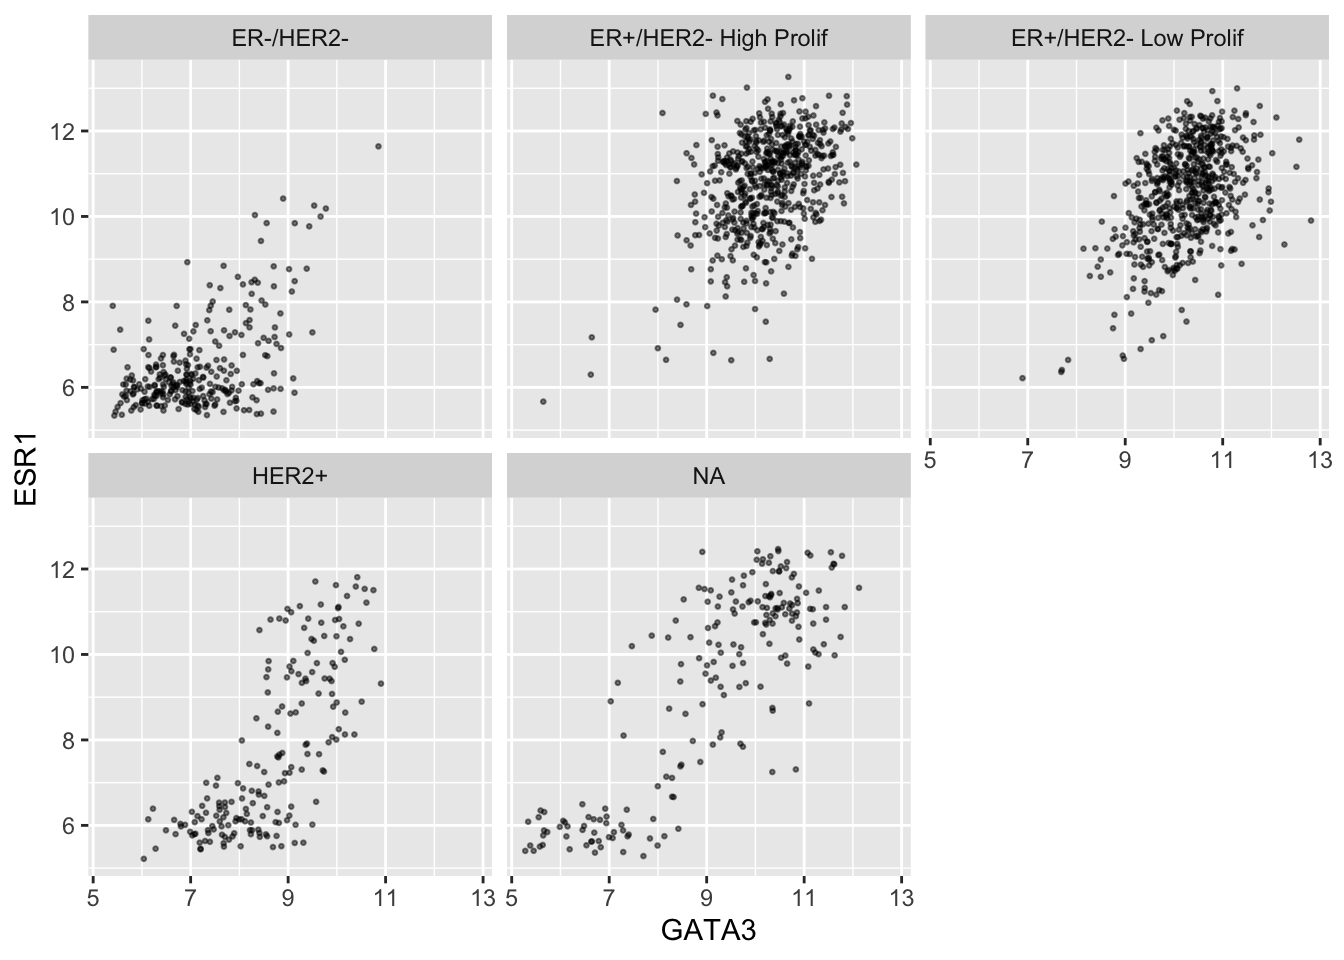 ER-/HER2-
ER+/HER2- High Prolif
ER+/HER2- Low Prolif
12
10
8
6
5 7 9 11 13
HER2+
NA
12
10
8
6
5 7 9 11 13
5 7 9 11 13
ESR1
GATA3